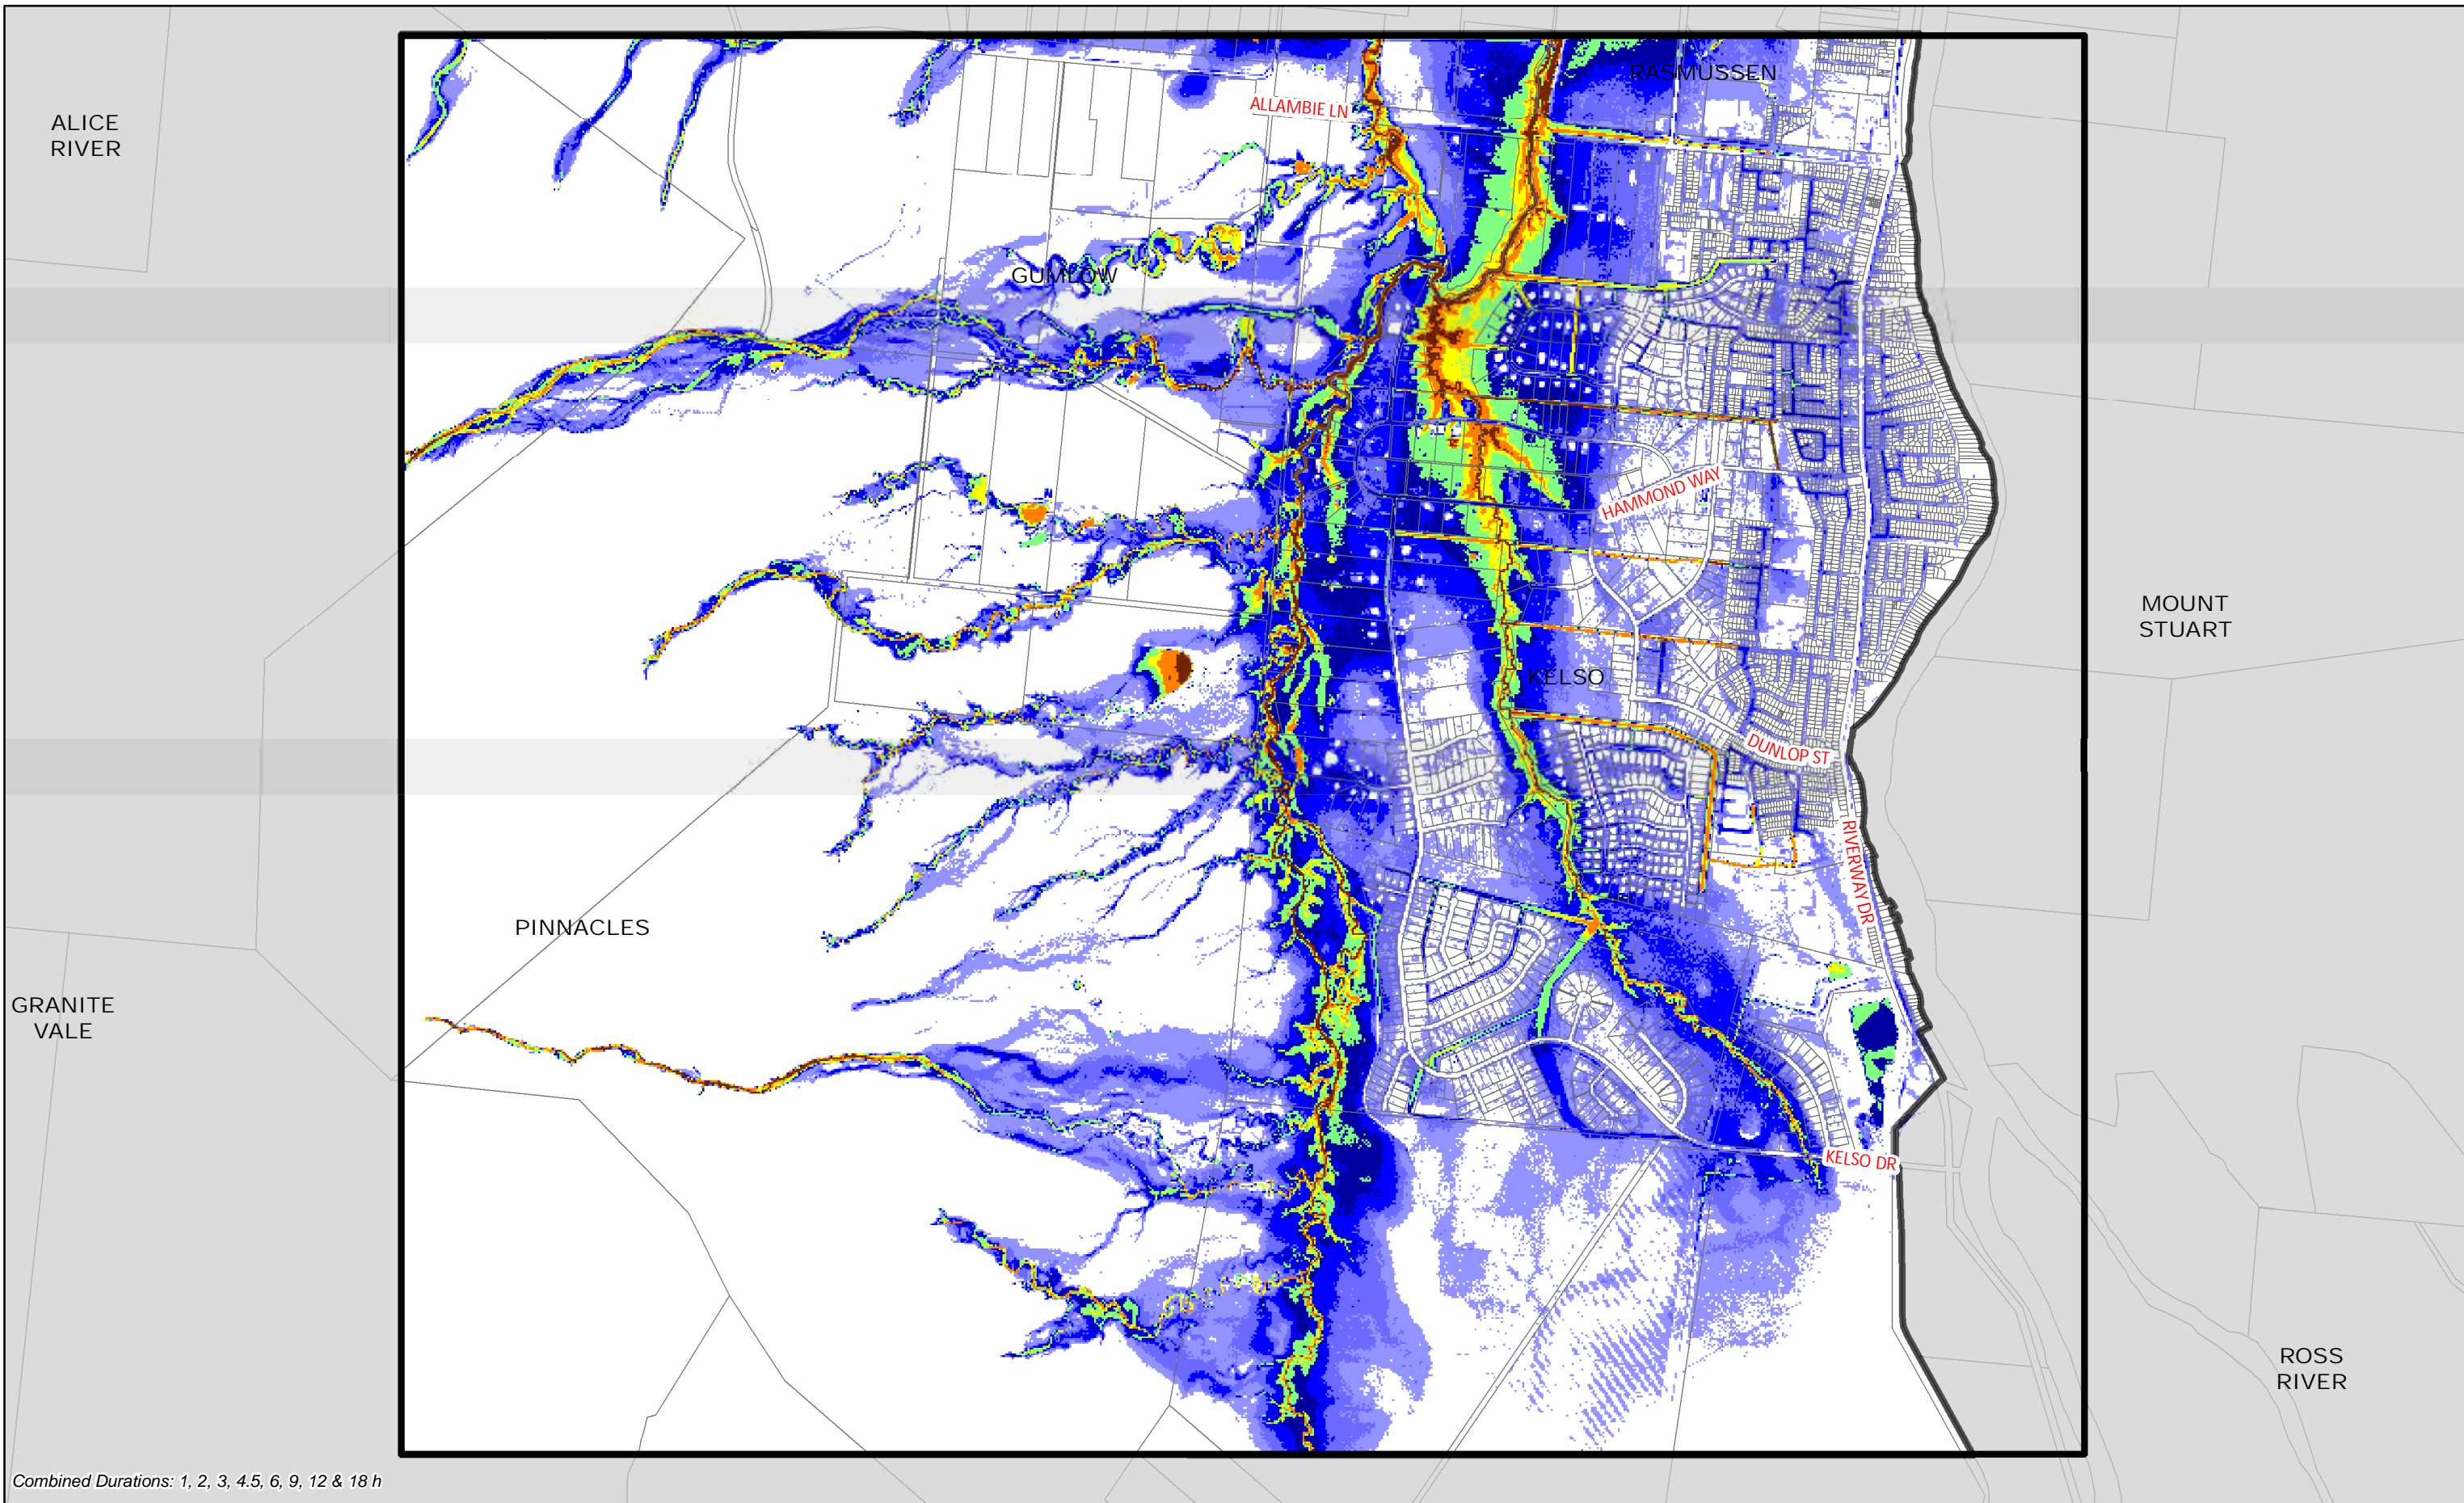 RASMUSSEN
ALLAMBIE LN
ALICE
RIVER
GUMLOW
HAMMOND WAY
MOUNT
STUART
KELSO
DUNLOP ST
RIVERWAY DR
PINNACLES
GRANITE
VALE
KELSO DR
ROSS
RIVER
Combined Durations: 1, 2, 3, 4.5, 6, 9, 12 & 18 h